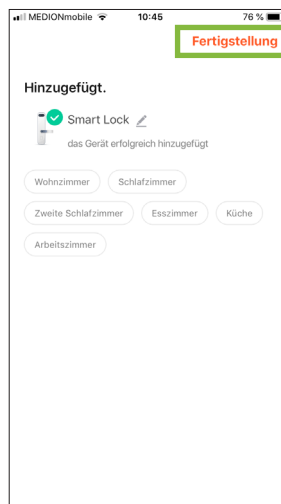 MEDIONmobile 10:45 76 %
Fertigstellung
Hinzugefügt.
Smart Lock
das Gerät erfolgreich hinzugefügt
Wohnzimmer Schlafzimmer
Zweite Schlafzimmer Esszimmer Küche
Arbeitszimmer